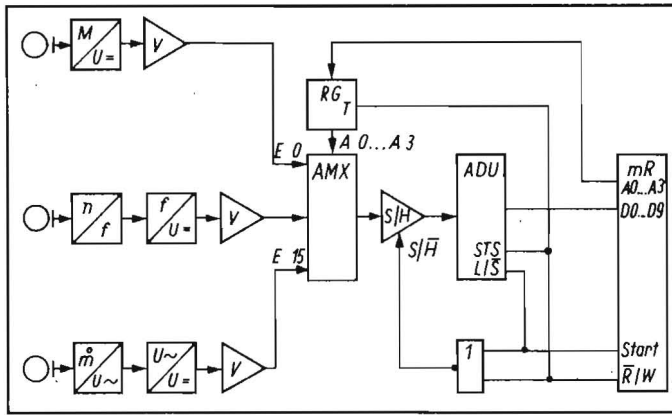 M
U=
V
RG
T
A 0...A 3
E 0
AMX
ADU
mR
A0...A3
D0...D9
n
f
f
U=
V
S/H
S/H̅
STS
L/S̅
E 15
m̊
U~
U~
U=
V
1
Start
R̅/W